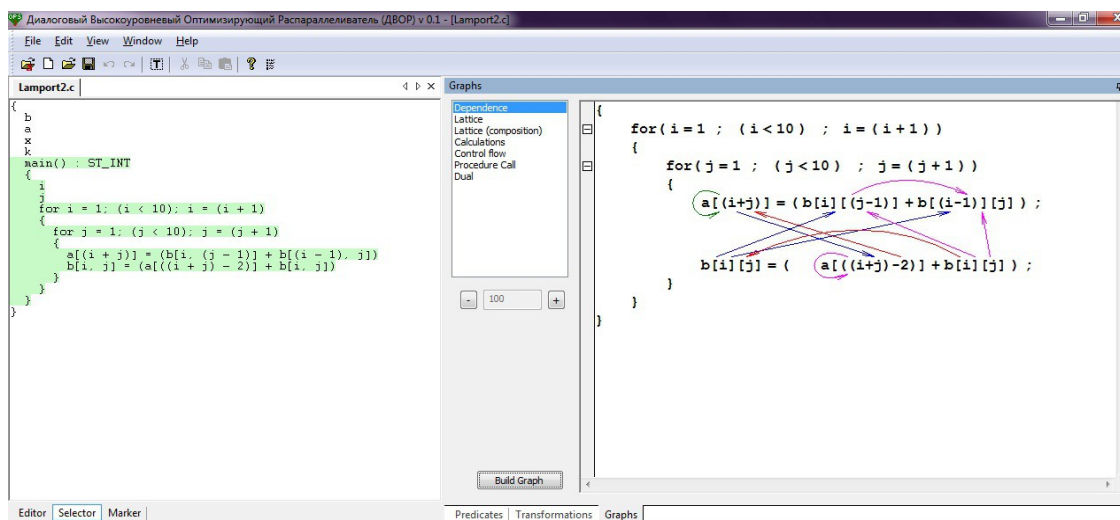 Диалоговый Высокоуровневый Оптимизирующий Распараллеливатель (ДВОР) v 0.1 - [Lamport2.c]
File Edit View Window Help
Lamport2.c
{
b
a
x
k
main() : ST_INT
{
i
j
for i = 1; (i < 10); i = (i + 1)
{
for j = 1; (j < 10); j = (j + 1)
{
a[(i + j)] = (b[i, (j - 1)] + b[(i - 1), j])
b[i, j] = (a[((i + j) - 2)] + b[i, j])
}
}
}
}
Editor Selector Marker
Graphs
Dependence
Lattice
Lattice (composition)
Calculations
Control flow
Procedure Call
Dual
- 100 +
Build Graph
{
for( i = 1 ; ( i < 10 ) ; i = ( i + 1 ) )
{
for( j = 1 ; ( j < 10 ) ; j = ( j + 1 ) )
{
a[(i+j)] = ( b[i][(j-1)] + b[(i-1)][j] ) ;
b[i][j] = ( a[((i+j)-2)] + b[i][j] ) ;
}
}
}
Predicates Transformations Graphs